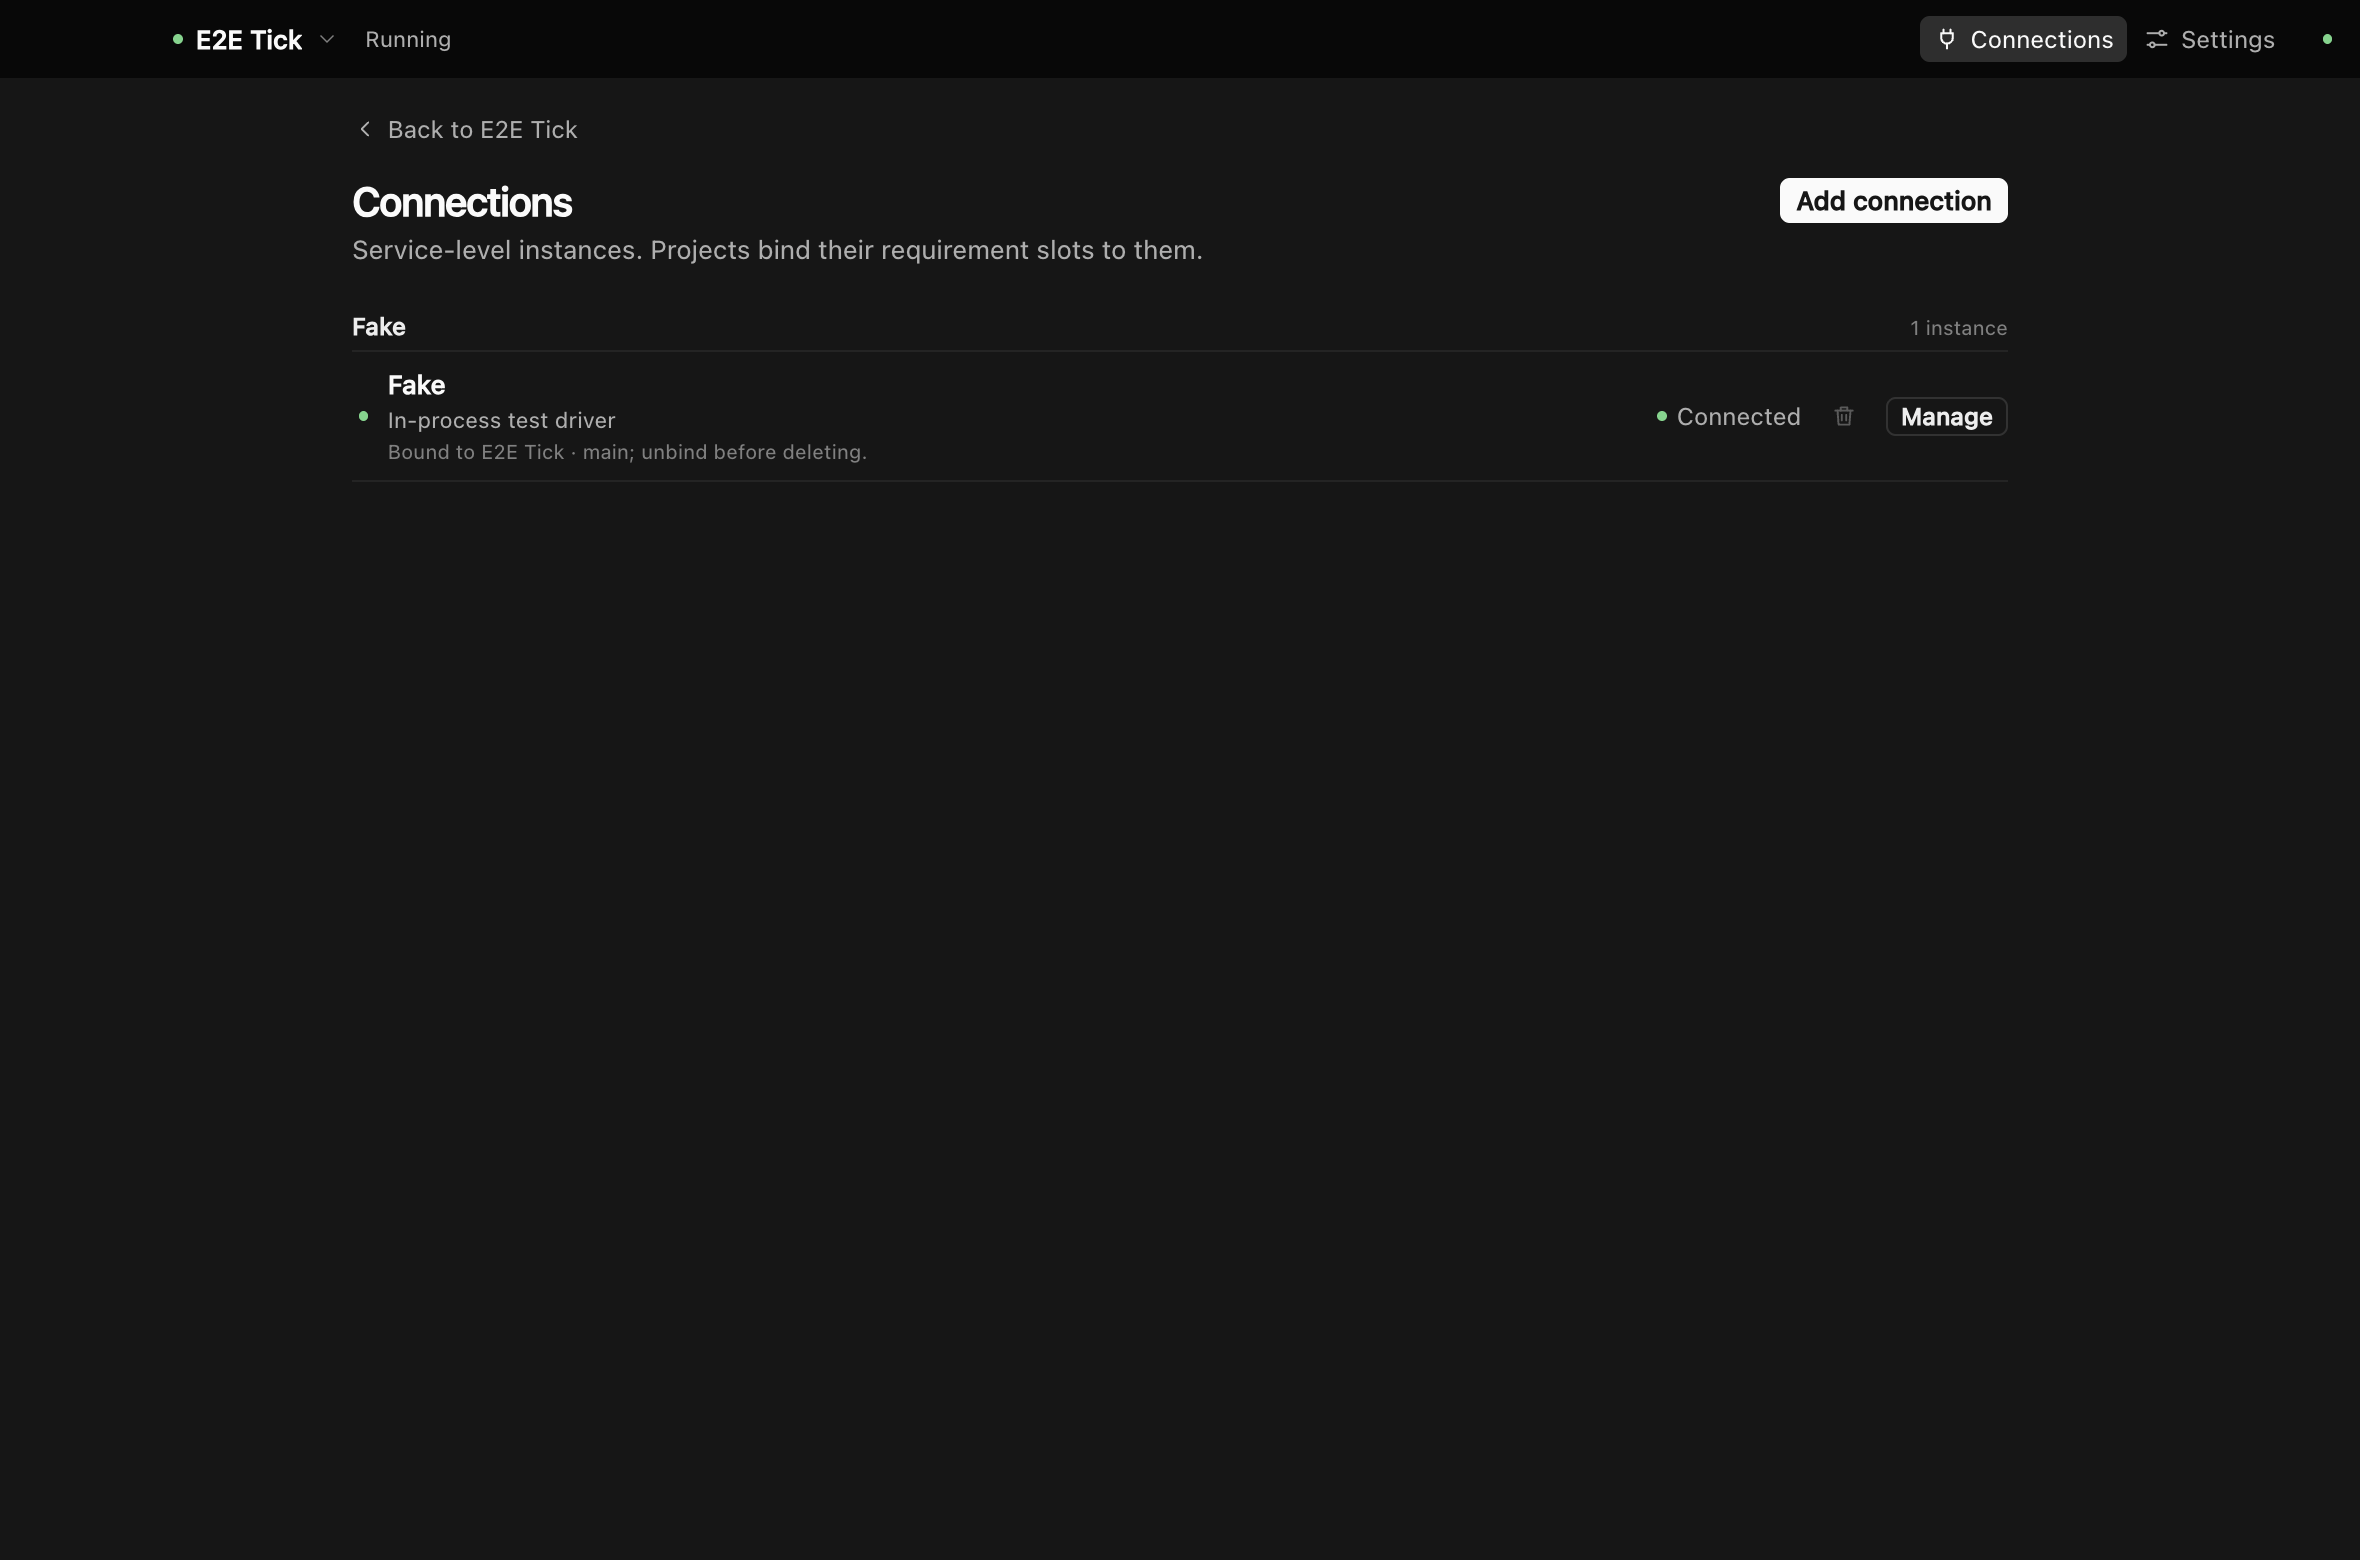 E2E Tick
Running
Connections
Settings
Back to E2E Tick
Connections
Add connection
Service-level instances. Projects bind their requirement slots to them.
Fake
1 instance
Fake
In-process test driver
Bound to E2E Tick · main; unbind before deleting.
Connected
Manage